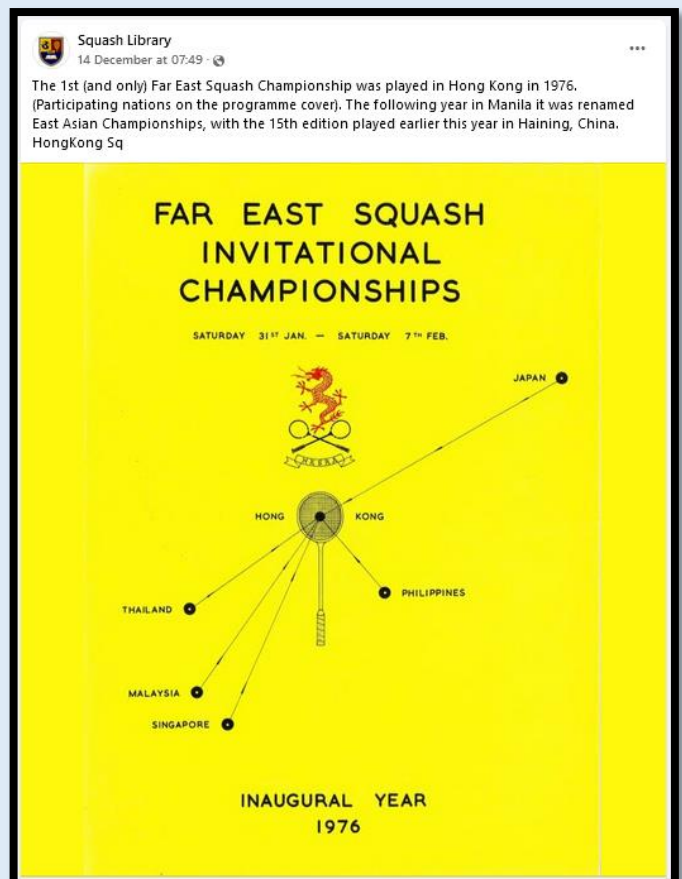 Squash Library
14 December at 07:49 ·
The 1st (and only) Far East Squash Championship was played in Hong Kong in 1976.
(Participating nations on the programme cover). The following year in Manila it was renamed
East Asian Championships, with the 15th edition played earlier this year in Haining, China.
HongKong Sq
FAR EAST SQUASH
INVITATIONAL
CHAMPIONSHIPS
SATURDAY 31ST JAN. — SATURDAY 7TH FEB.
JAPAN
HONG KONG
THAILAND
PHILIPPINES
MALAYSIA
SINGAPORE
INAUGURAL YEAR
1976